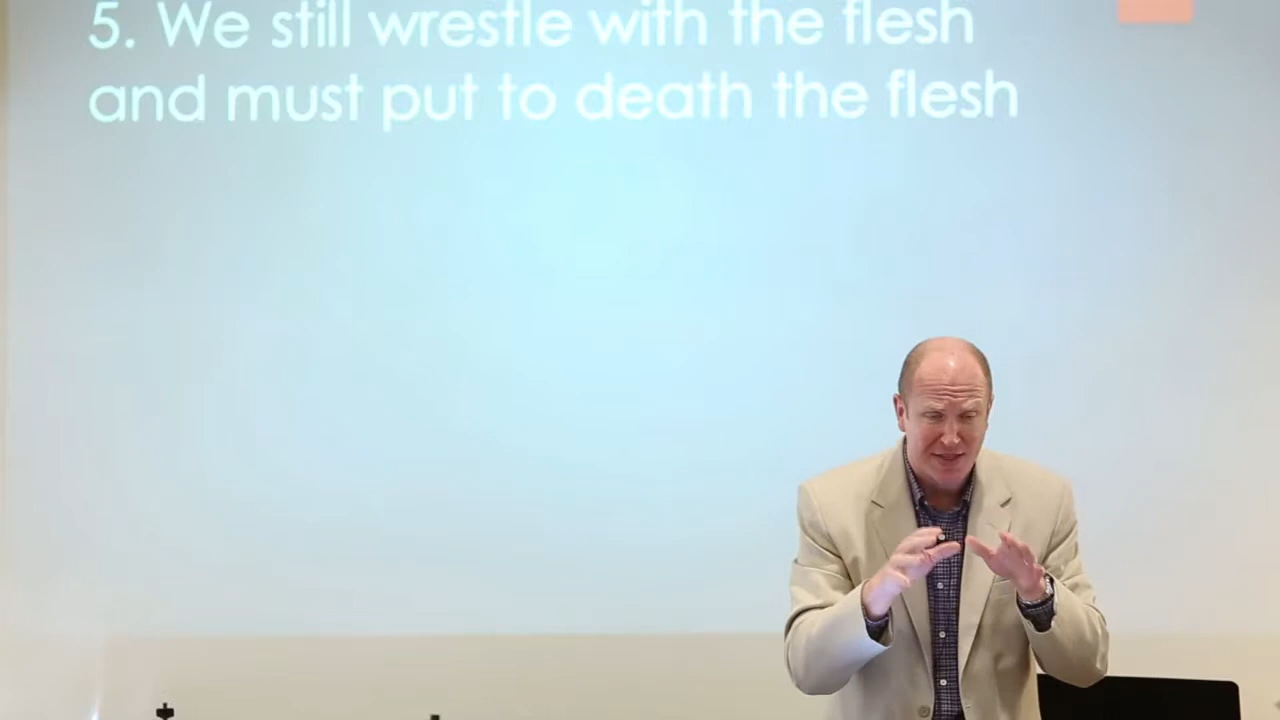 5. We still wrestle with the flesh
and must put to death the flesh